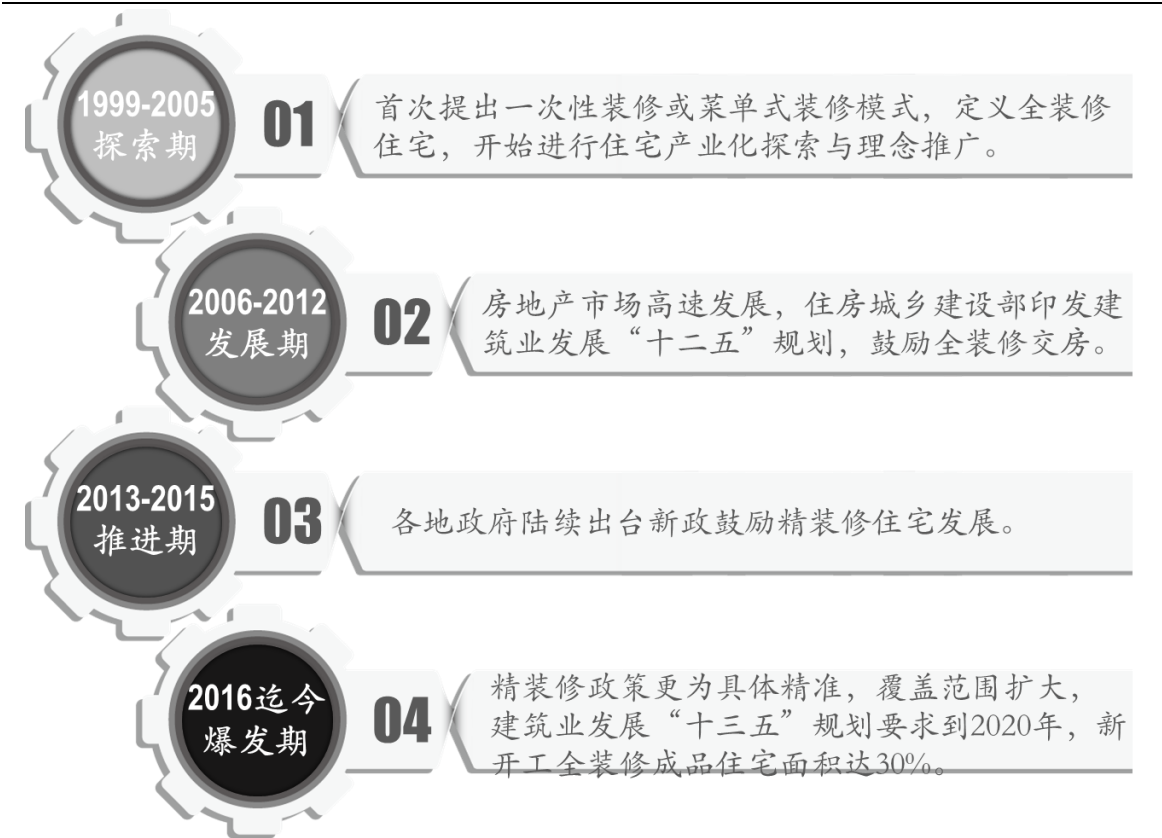 1999-2005
探索期
01
首次提出一次性装修或菜单式装修模式，定义全装修
住宅，开始进行住宅产业化探索与理念推广。
2006-2012
发展期
02
房地产市场高速发展，住房城乡建设部印发建
筑业发展“十二五”规划，鼓励全装修交房。
2013-2015
推进期
03
各地政府陆续出台新政鼓励精装修住宅发展。
2016迄今
爆发期
04
精装修政策更为具体精准，覆盖范围扩大，
建筑业发展“十三五”规划要求到2020年，新
开工全装修成品住宅面积达30%。